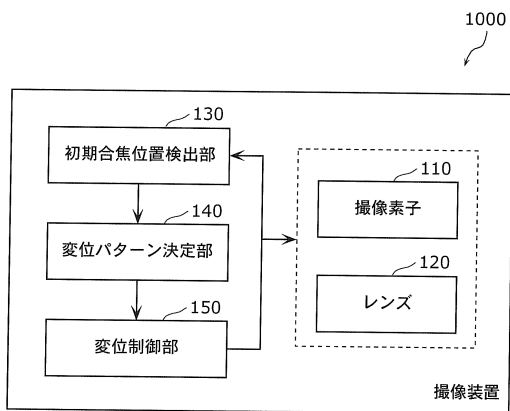 1000
130
初期合焦位置検出部
140
変位パターン決定部
150
変位制御部
110
撮像素子
120
レンズ
撮像装置